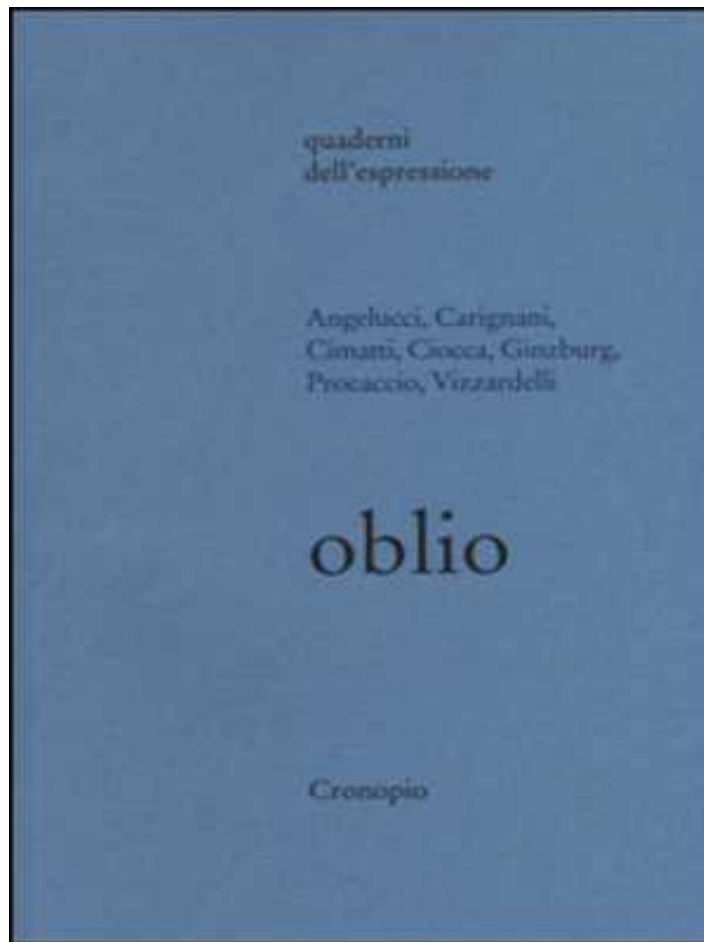 quaderni
dell'espressione
Angelucci, Carignani,
Cimatti, Ciocca, Ginzburg,
Procaccio, Vizzardelli
oblio
Cronopio